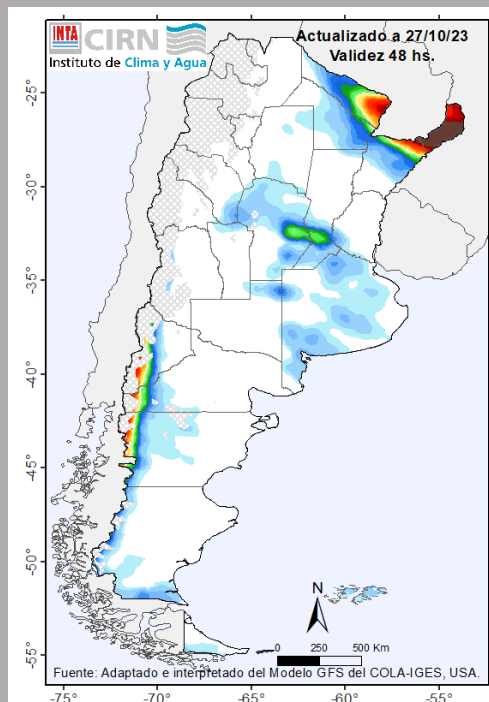 INTA CIRN
Instituto de Clima y Agua
Actualizado a 27/10/23
Validez 48 hs.
-25°
-30°
-35°
-40°
-45°
-50°
-55°
N
0 250 500 Km
Fuente: Adaptado e interpretado del Modelo GFS del COLA-IGES, USA.
-75° -70° -65° -60° -55°